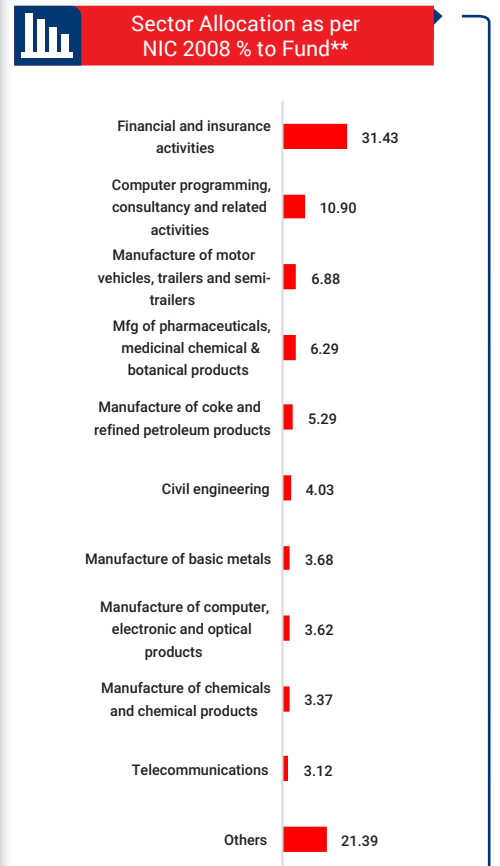 Sector Allocation as per
NIC 2008 % to Fund**
Financial and insurance
activities
31.43
Computer programming,
consultancy and related
activities
10.90
Manufacture of motor
vehicles, trailers and semi-
trailers
6.88
Mfg of pharmaceuticals,
medicinal chemical &
botanical products
6.29
Manufacture of coke and
refined petroleum products
5.29
Civil engineering
4.03
Manufacture of basic metals
3.68
Manufacture of computer,
electronic and optical
products
3.62
Manufacture of chemicals
and chemical products
3.37
Telecommunications
3.12
Others
21.39